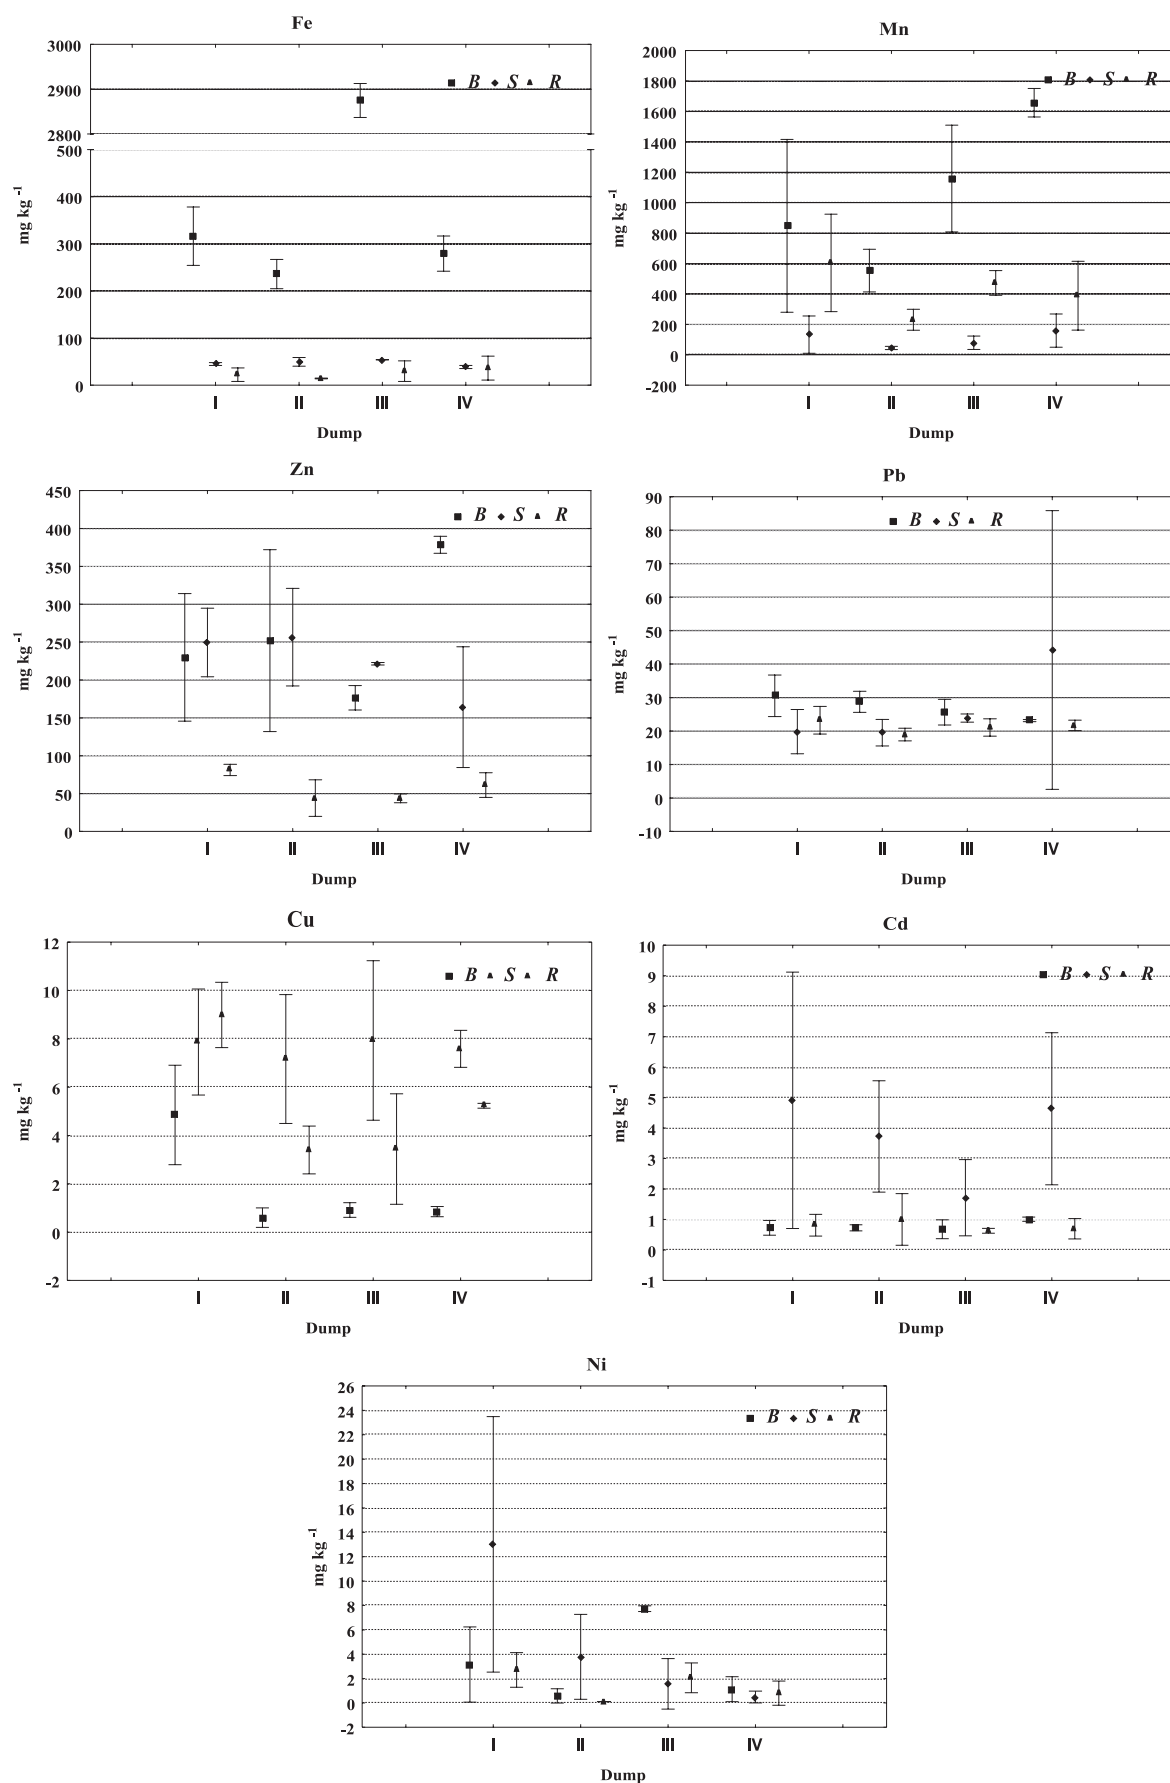 Fe
3000
2900
2800
500
400
300
200
100
0
mg kg -1
B S R
I II III IV
Dump
Mn
2000
1800
1600
1400
1200
1000
800
600
400
200
0
-200
mg kg -1
B S R
I II III IV
Dump
Zn
450
400
350
300
250
200
150
100
50
0
mg kg -1
B S R
I II III IV
Dump
Pb
90
80
70
60
50
40
30
20
10
0
-10
mg kg -1
B S R
I II III IV
Dump
Cu
12
10
8
6
4
2
0
-2
mg kg -1
B S R
I II III IV
Dump
Cd
10
9
8
7
6
5
4
3
2
1
0
-1
mg kg -1
B S R
I II III IV
Dump
Ni
26
24
22
20
18
16
14
12
10
8
6
4
2
0
-2
mg kg -1
B S R
I II III IV
Dump